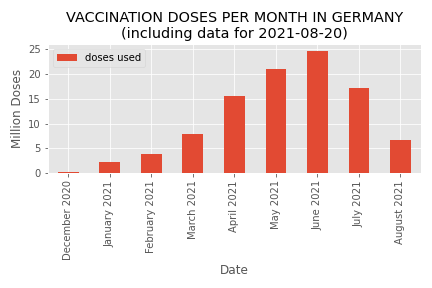 VACCINATION DOSES PER MONTH IN GERMANY
(including data for 2021-08-20)
doses used
Million Doses
25
20
15
10
5
0
December 2020
January 2021
February 2021
March 2021
April 2021
May 2021
June 2021
July 2021
August 2021
Date